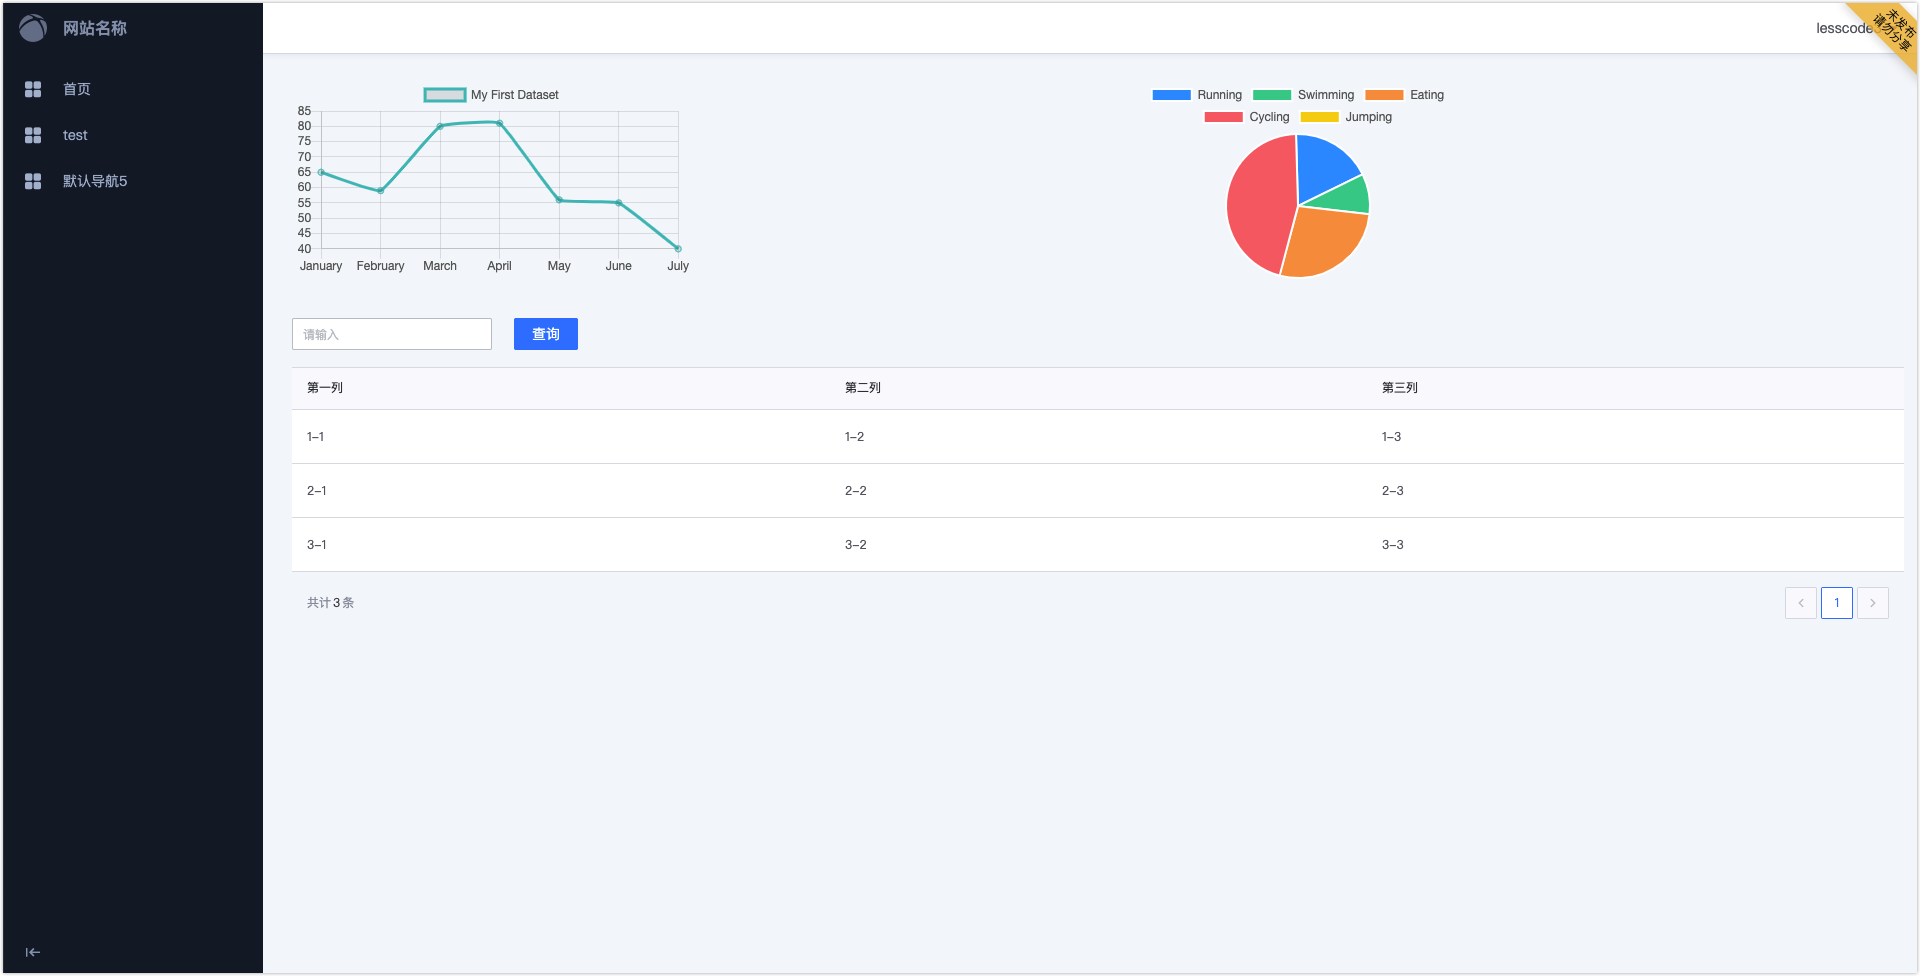 网站名称
首页
test
默认导航5
未发布
请勿分享
My First Dataset
85
80
75
70
65
60
55
50
45
40
January February March April May June July
Running Swimming Eating
Cycling Jumping
请输入
查询
第一列 第二列 第三列
1-1 1-2 1-3
2-1 2-2 2-3
3-1 3-2 3-3
共计 3 条
1